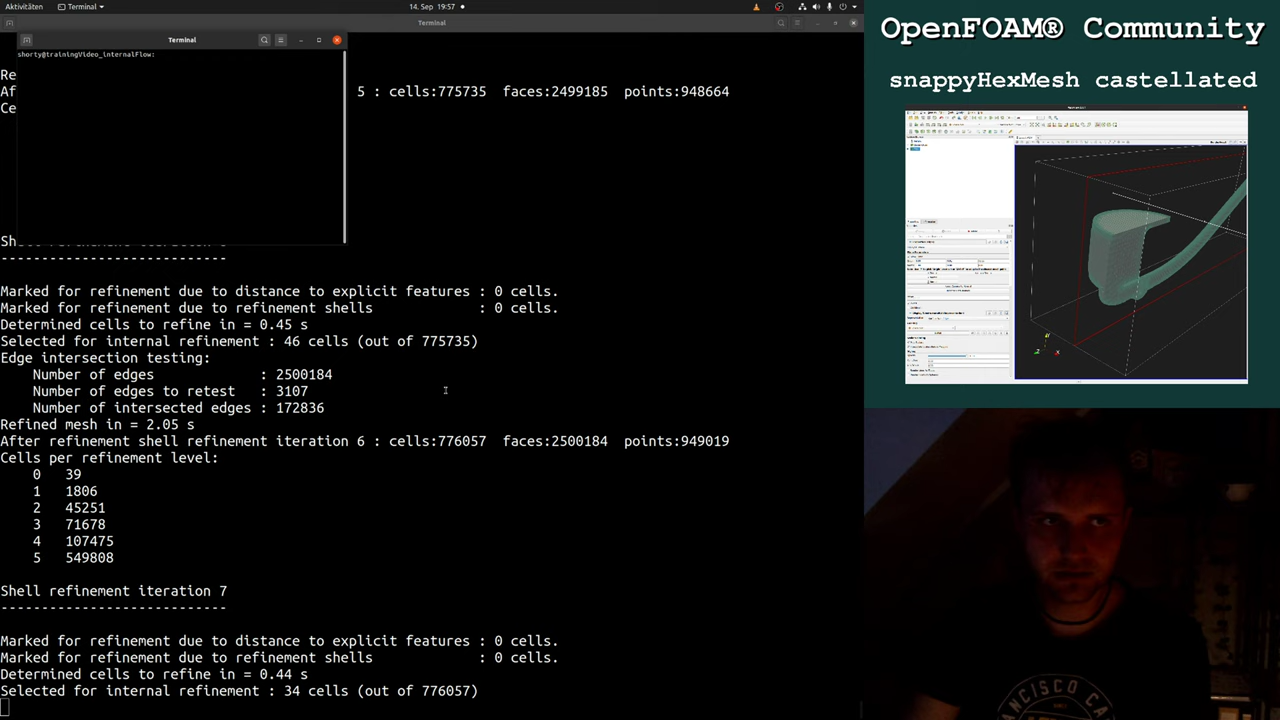 Aktivitäten
Terminal
14. Sep 19:57
Terminal
OpenFOAM® Community
snappyHexMesh castellated
Terminal
shorty@trainingVideo_internalFlow:
Re
Af
5 : cells:775735 faces:2499185 points:948664
Ce
Marked for refinement due to distance to explicit features : 0 cells.
Marked for refinement due to refinement shells : 0 cells.
Determined cells to refine in = 0.45 s
Selected for internal refinement : 46 cells (out of 775735)
Edge intersection testing:
Number of edges : 2500184
Number of edges to retest : 3107
Number of intersected edges : 172836
Refined mesh in = 2.05 s
After refinement shell refinement iteration 6 : cells:776057 faces:2500184 points:949019
Cells per refinement level:
0 39
1 1806
2 45251
3 71678
4 107475
5 549808
Shell refinement iteration 7
---------------------------
Marked for refinement due to distance to explicit features : 0 cells.
Marked for refinement due to refinement shells : 0 cells.
Determined cells to refine in = 0.44 s
Selected for internal refinement : 34 cells (out of 776057)